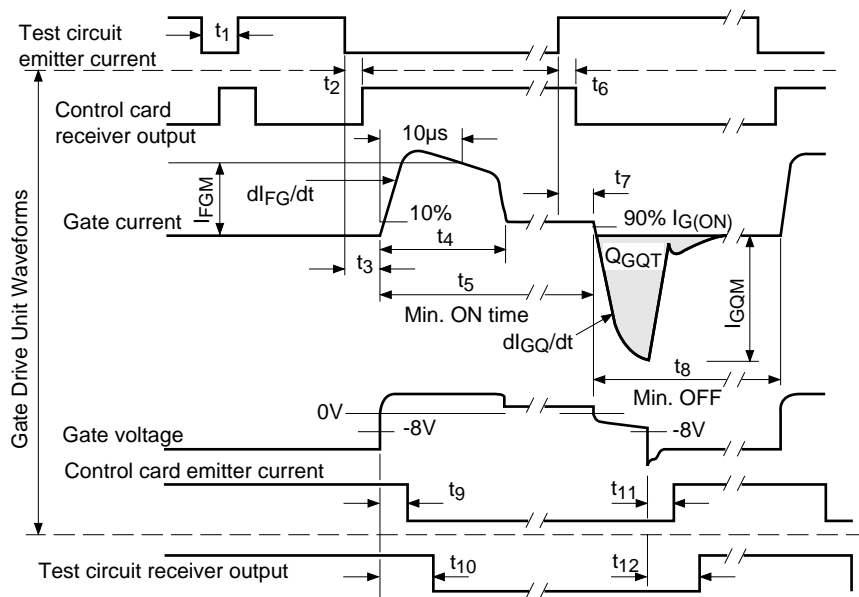 Test circuit
emitter current
t1
t2
t6
Control card
receiver output
10µs
IFGM
dIFG/dt
t7
Gate current
10%
90% IG(ON)
t4
QGQT
t3
t5
IGQM
Min. ON time
dIGQ/dt
t8
Min. OFF
0V
Gate voltage
-8V
-8V
Control card emitter current
t9
t11
Test circuit receiver output
t10
t12
Gate Drive Unit Waveforms